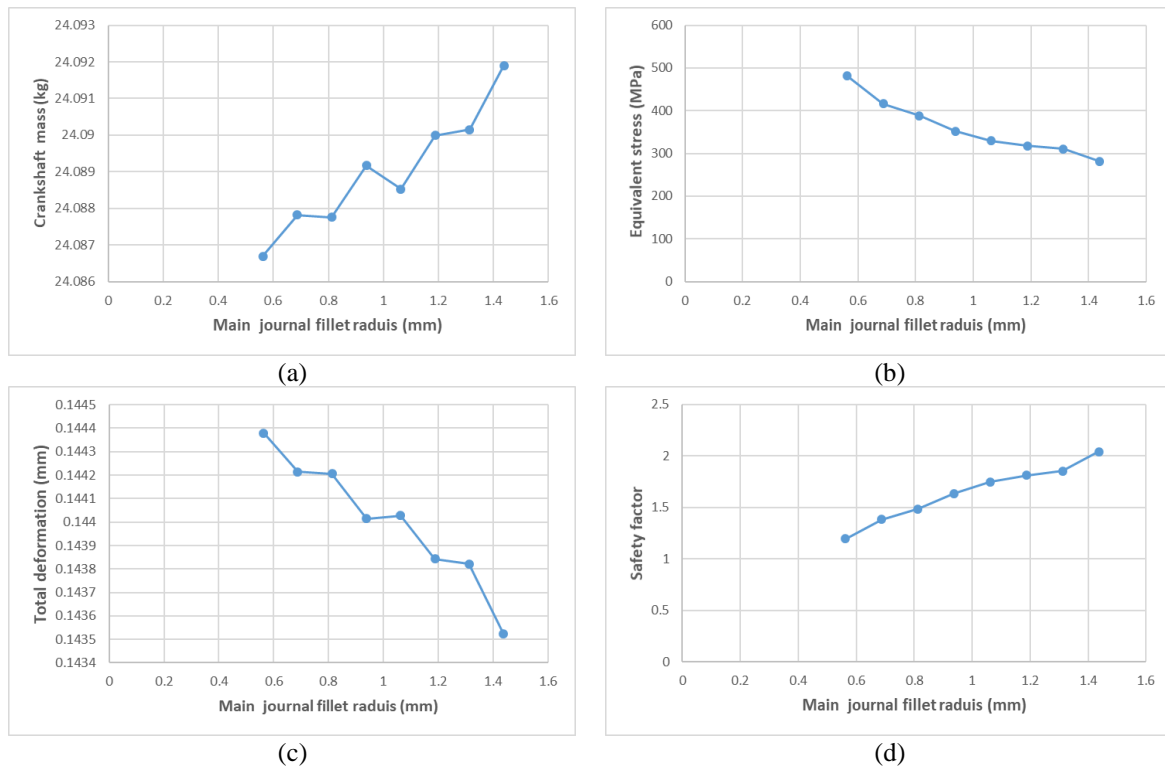 24.093
24.092
24.091
24.09
24.089
24.088
24.087
24.086
Crankshaft mass (kg)
0 0.2 0.4 0.6 0.8 1 1.2 1.4 1.6
Main journal fillet raduis (mm)
(a)
600
500
400
300
200
100
0
Equivalent stress (MPa)
0 0.2 0.4 0.6 0.8 1 1.2 1.4 1.6
Main journal fillet raduis (mm)
(b)
0.1445
0.1444
0.1443
0.1442
0.1441
0.144
0.1439
0.1438
0.1437
0.1436
0.1435
0.1434
Total deformation (mm)
0 0.2 0.4 0.6 0.8 1 1.2 1.4 1.6
Main journal fillet raduis (mm)
(c)
2.5
2
1.5
1
0.5
0
Safety factor
0 0.2 0.4 0.6 0.8 1 1.2 1.4 1.6
Main journal fillet raduis (mm)
(d)